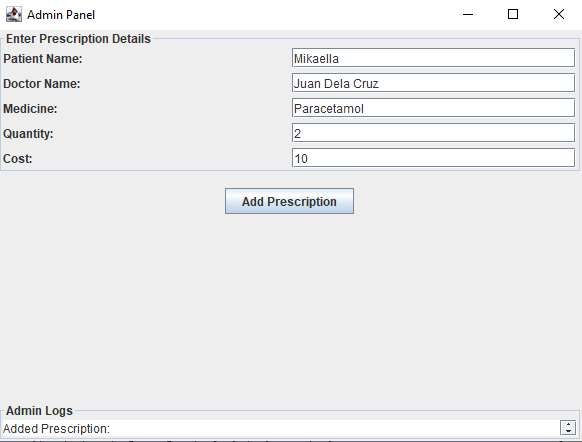 Admin Panel
Enter Prescription Details
Patient Name: Mikaella
Doctor Name: Juan Dela Cruz
Medicine: Paracetamol
Quantity: 2
Cost: 10
Add Prescription
Admin Logs
Added Prescription: